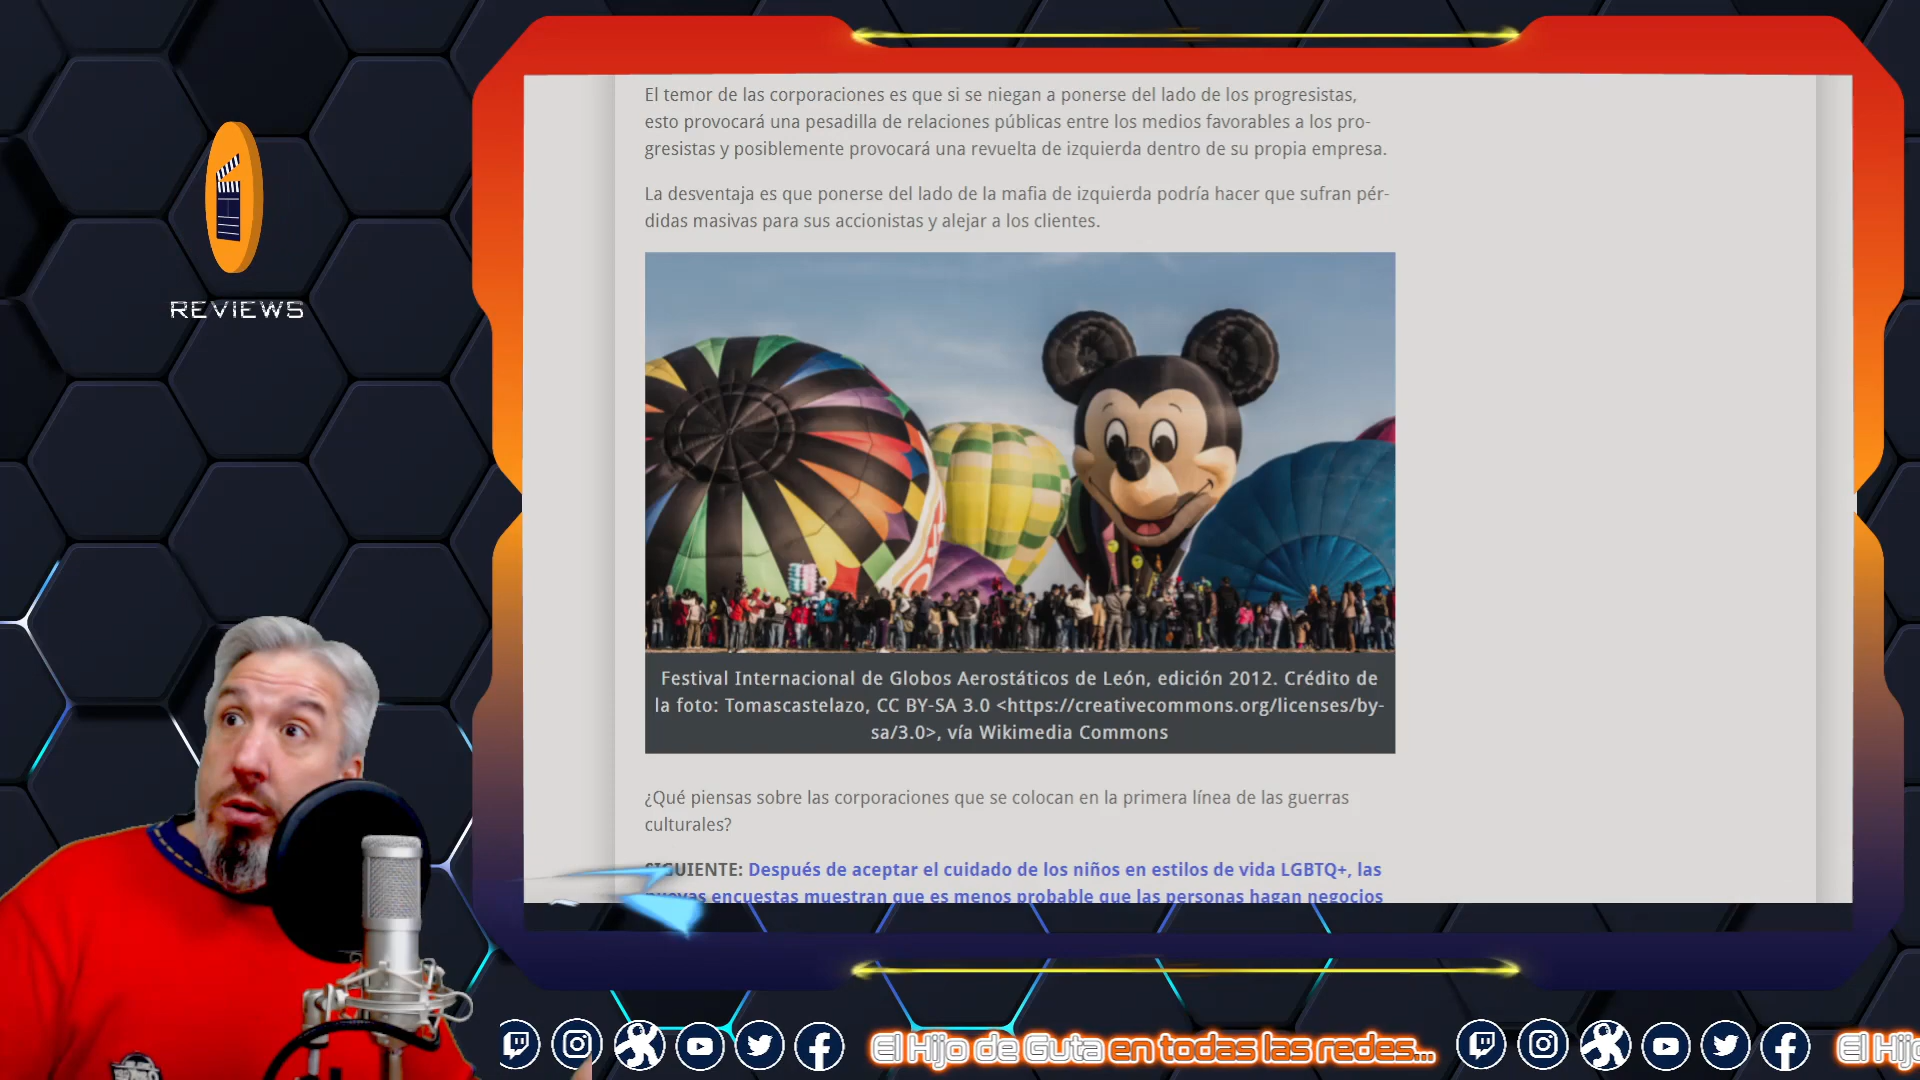 El temor de las corporaciones es que si se niegan a ponerse del lado de los progresistas,
esto provocará una pesadilla de relaciones públicas entre los medios favorables a los pro-
gresistas y posiblemente provocará una revuelta de izquierda dentro de su propia empresa.
La desventaja es que ponerse del lado de la mafia de izquierda podría hacer que sufran pér-
didas masivas para sus accionistas y alejar a los clientes.
REVIEWS
Festival Internacional de Globos Aerostáticos de León, edición 2012. Crédito de
la foto: Tomascastelazo, CC BY-SA 3.0 <https://creativecommons.org/licenses/by-
sa/3.0>, vía Wikimedia Commons
¿Qué piensas sobre las corporaciones que se colocan en la primera línea de las guerras
culturales?
SIGUIENTE: Después de aceptar el cuidado de los niños en estilos de vida LGBTQ+, las
nuevas encuestas muestran que es menos probable que las personas hagan negocios
El Hijo de Guta en todas las redes...
El Hijo